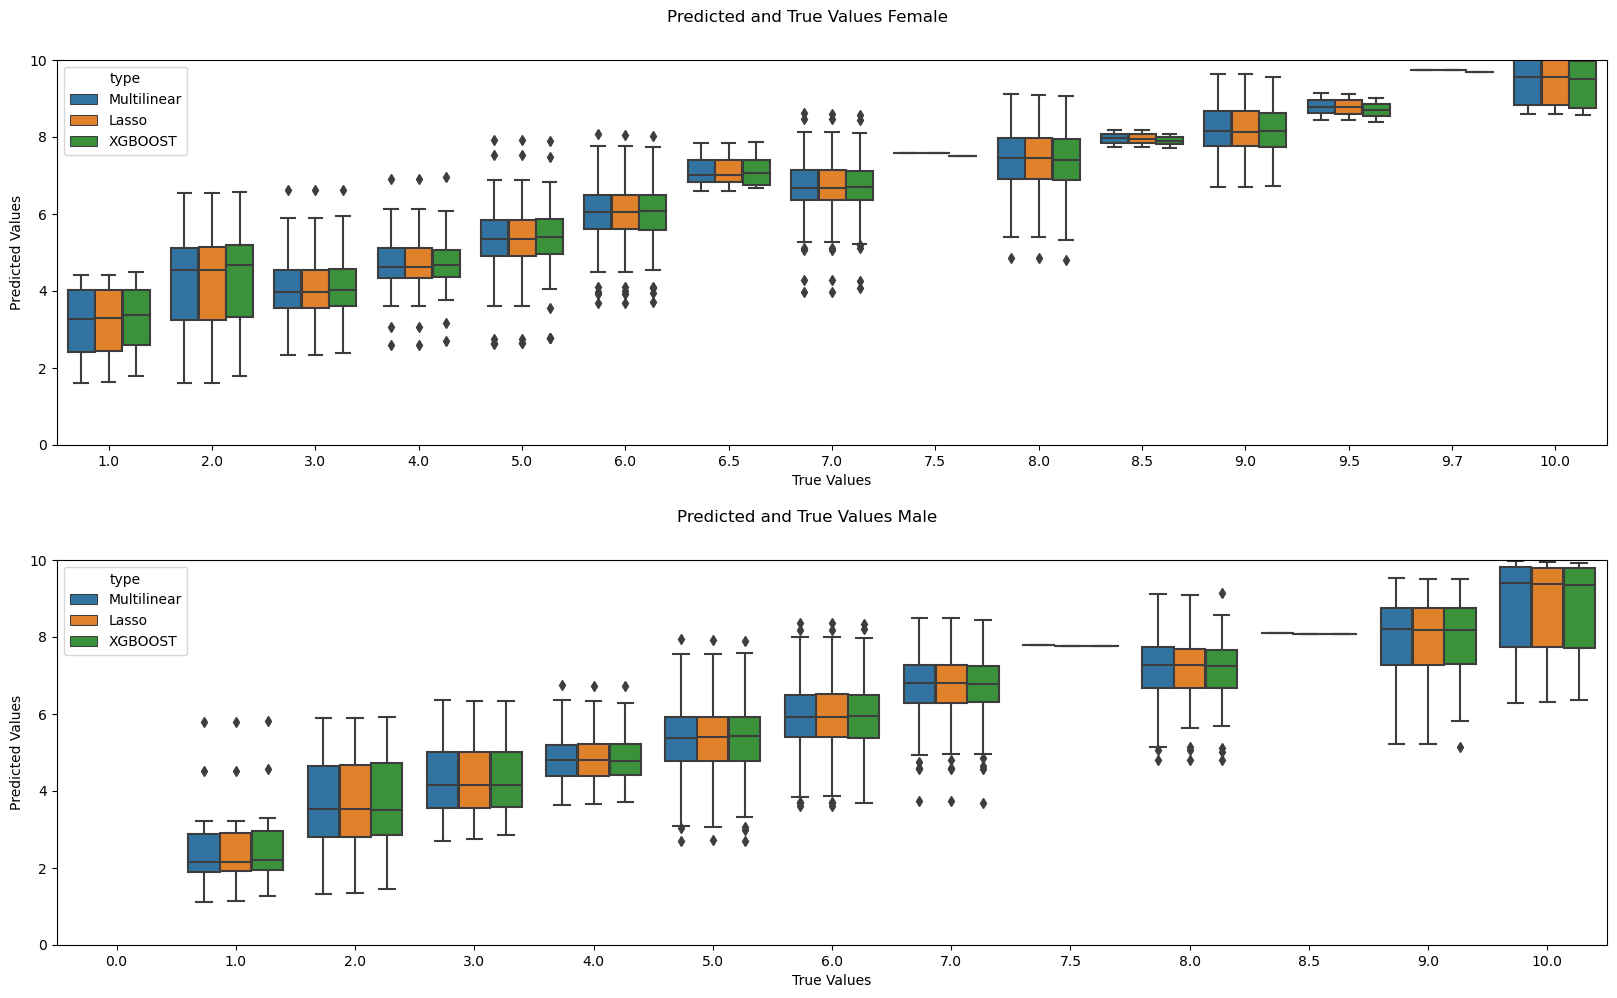 Predicted and True Values Female
10
8
6
4
2
0
Predicted Values
type
Multilinear
Lasso
XGBOOST
1.0 2.0 3.0 4.0 5.0 6.0 6.5 7.0 7.5 8.0 8.5 9.0 9.5 9.7 10.0
True Values
Predicted and True Values Male
10
8
6
4
2
0
Predicted Values
type
Multilinear
Lasso
XGBOOST
0.0 1.0 2.0 3.0 4.0 5.0 6.0 7.0 7.5 8.0 8.5 9.0 10.0
True Values